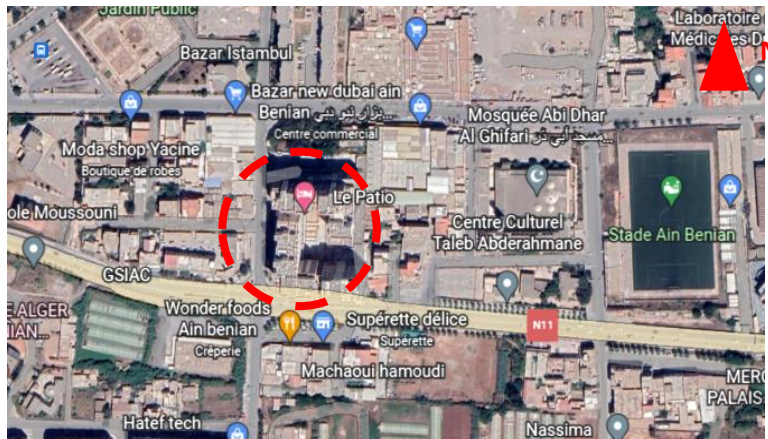 Jardin Public
Laboratoire
Bazar Istambul
Bazar new dubai ain
Benian
Centre commercial
Mosquée Abi Dhar
Al Ghifari
Moda shop Yacine
Boutique de robes
Le Patio
ole Moussouni
Centre Culturel
Taleb Abderahmane
Stade Ain Benian
GSIAC
E ALGER
Wonder foods
Ain benian
Crêperie
Supérette délice
Supérette
N11
Machaoui hamoudi
MERC
PALAIS
Hatef tech
Nassima
N